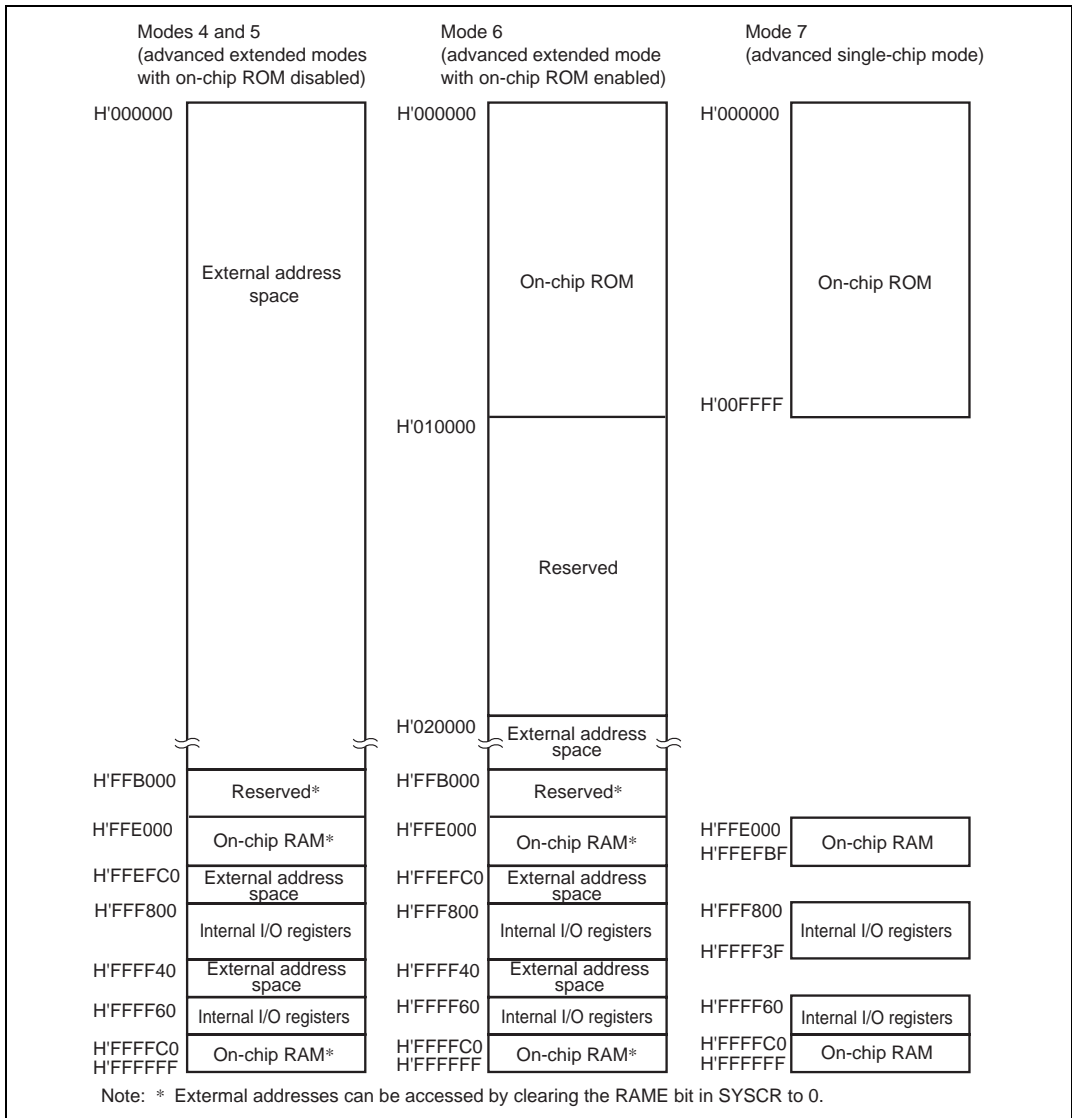 Modes 4 and 5
(advanced extended modes
with on-chip ROM disabled)
H'000000
External address
space
H'FFB000
Reserved*
H'FFE000
On-chip RAM*
H'FFEFC0
External address
space
H'FFF800
Internal I/O registers
H'FFFF40
External address
space
H'FFFF60
Internal I/O registers
H'FFFFC0
On-chip RAM*
H'FFFFFF
Mode 6
(advanced extended mode
with on-chip ROM enabled)
H'000000
On-chip ROM
H'010000
Reserved
H'020000
External address
space
H'FFB000
Reserved*
H'FFE000
On-chip RAM*
H'FFEFC0
External address
space
H'FFF800
Internal I/O registers
H'FFFF40
External address
space
H'FFFF60
Internal I/O registers
H'FFFFC0
On-chip RAM*
H'FFFFFF
Mode 7
(advanced single-chip mode)
H'000000
On-chip ROM
H'00FFFF
H'FFE000
On-chip RAM
H'FFEFBF
H'FFF800
Internal I/O registers
H'FFFF3F
H'FFFF60
Internal I/O registers
H'FFFFC0
On-chip RAM
H'FFFFFF
Note: * Extermal addresses can be accessed by clearing the RAME bit in SYSCR to 0.